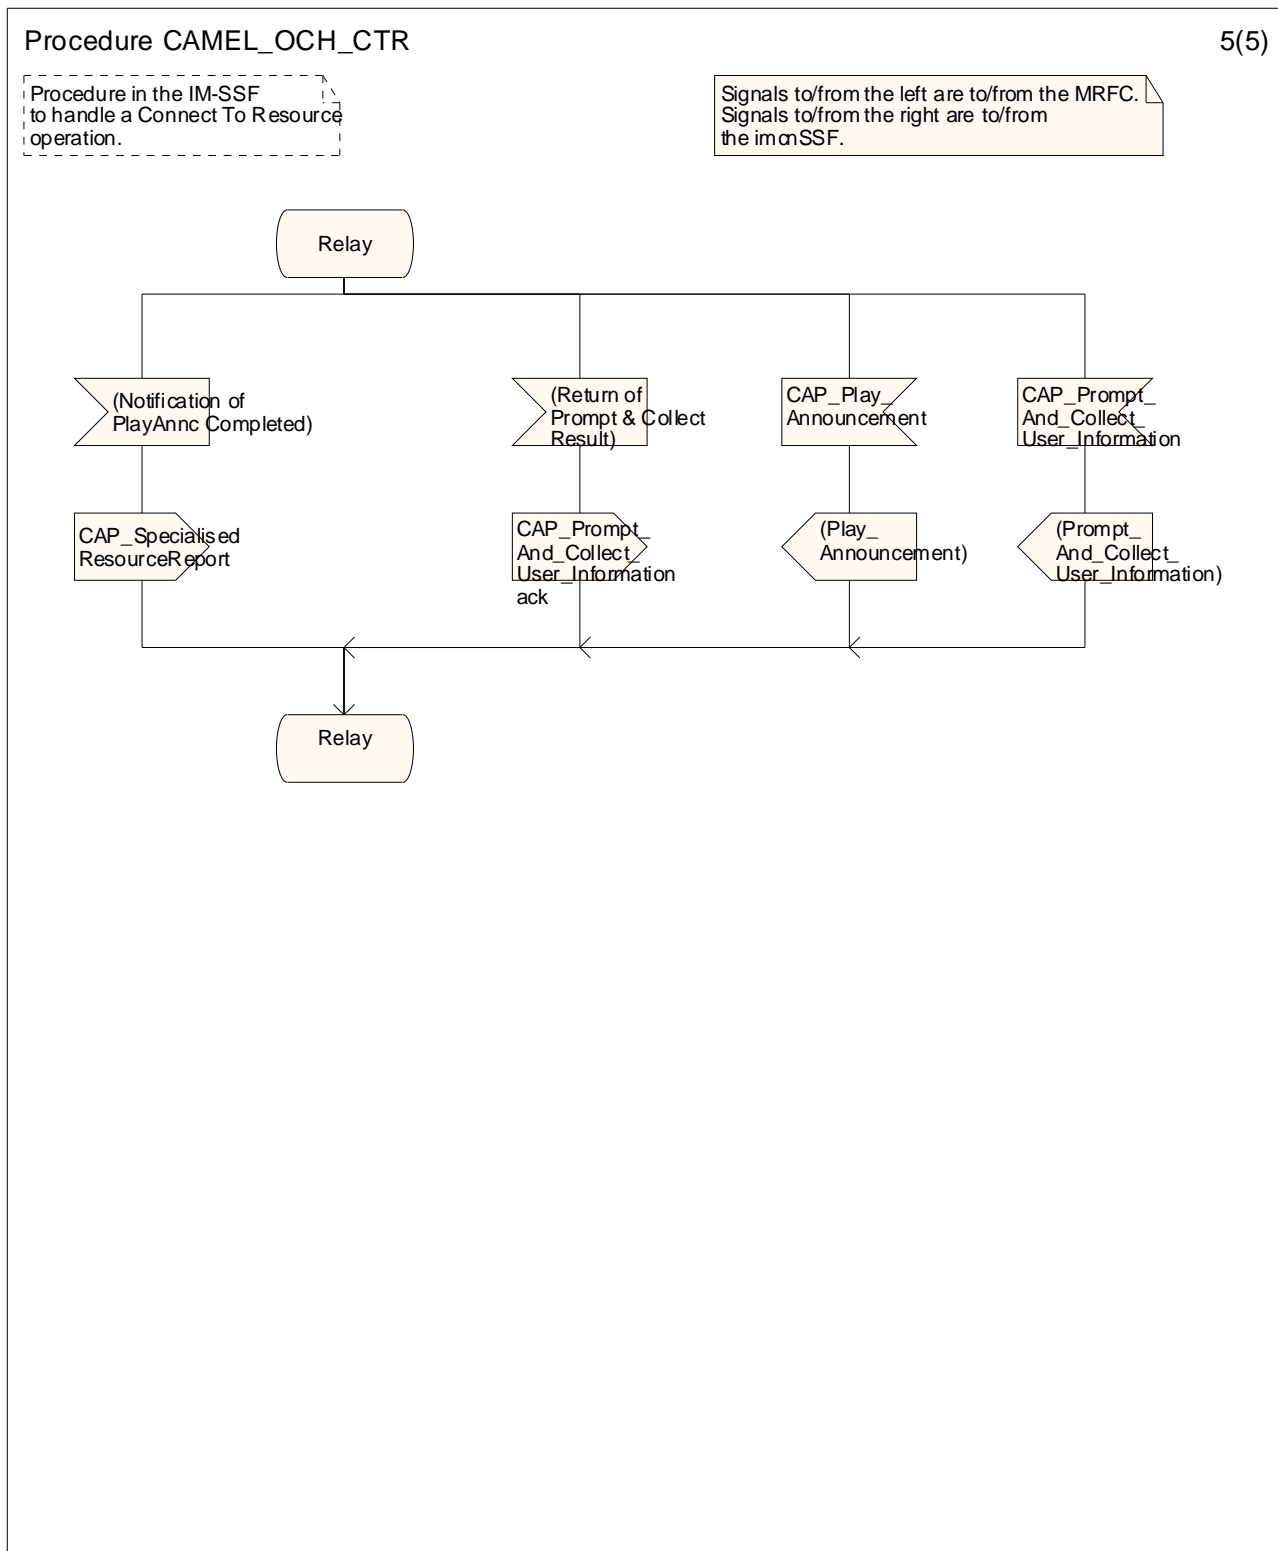 Procedure CAMEL_OCH_CTR
5(5)
Procedure in the IM-SSF
to handle a Connect To Resource
operation.
Signals to/from the left are to/from the MRFC.
Signals to/from the right are to/from
the imcnSSF.
Relay
(Notification of
PlayAnnc Completed)
(Return of
Prompt & Collect
Result)
CAP_Play_
Announcement
CAP_Prompt_
And_Collect_
User_Information
CAP_Specialised
ResourceReport
CAP_Prompt_
And_Collect_
User_Information
ack
(Play_
Announcement)
(Prompt_
And_Collect_
User_Information)
Relay